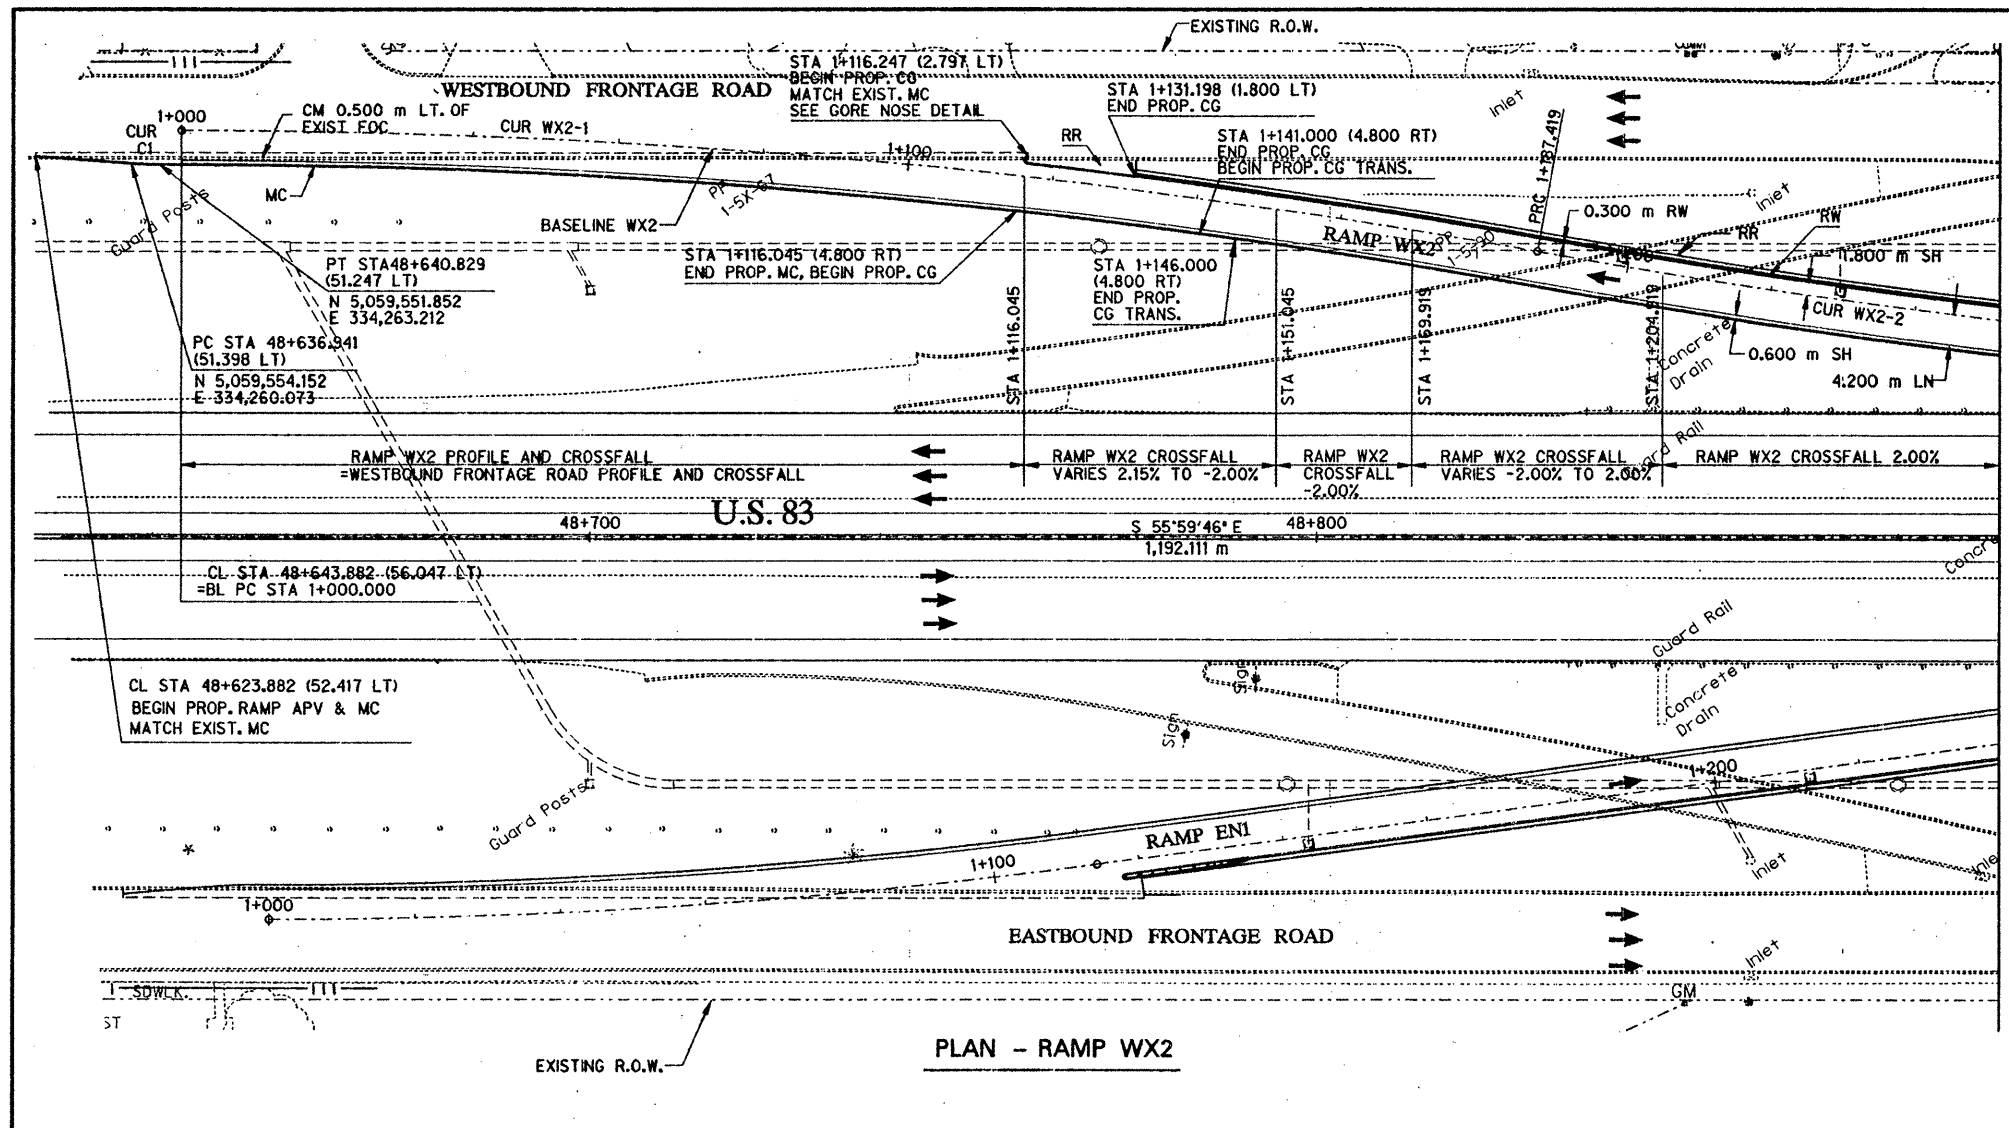 EXISTING R.O.W.
WESTBOUND FRONTAGE ROAD
STA 1+116.247 (2.797 LT)
BEGIN PROP. CG
MATCH EXIST. MC
SEE GORE NOSE DETAIL
STA 1+131.198 (1.800 LT)
END PROP. CG
Inlet
1+000
CUR
C1
CM 0.500 m LT. OF
EXIST FOC
CUR WX2-1
1+100
RR
STA 1+141.000 (4.800 RT)
END PROP. CG
BEGIN PROP. CG TRANS.
PRC 1+187.419
MC
Guard Posts
PP
1-5X-67
BASELINE WX2
RAMP WX2
PP
0.300 m RW
Inlet
RW
RR
1+200
1.800 m SH
PT STA48+640.829
(51.247 LT)
N 5,059,551.852
E 334,263.212
STA 1+116.045 (4.800 RT)
END PROP. MC, BEGIN PROP. CG
STA 1+146.000
(4.800 RT)
END PROP.
CG TRANS.
PC STA 48+636.941
(51.398 LT)
N 5,059,554.152
E 334,260.073
STA 1+116.045
STA 1+151.045
STA 1+169.919
STA 1+204.919
CUR WX2-2
Concrete
Drain
0.600 m SH
4.200 m LN
Guard Rail
RAMP WX2 PROFILE AND CROSSFALL
=WESTBOUND FRONTAGE ROAD PROFILE AND CROSSFALL
RAMP WX2 CROSSFALL
VARIES 2.15% TO -2.00%
RAMP WX2
CROSSFALL
-2.00%
RAMP WX2 CROSSFALL
VARIES -2.00% TO 2.00%
RAMP WX2 CROSSFALL 2.00%
U.S. 83
48+700
S 55°59'46" E
1,192.111 m
48+800
CL STA 48+643.882 (56.047 LT)
=BL PC STA 1+000.000
Guard Rail
CL STA 48+623.882 (52.417 LT)
BEGIN PROP. RAMP APV & MC
MATCH EXIST. MC
Sign
Sign
Concrete
Drain
1+200
Guard Posts
RAMP EN1
1+100
Inlet
1+000
EASTBOUND FRONTAGE ROAD
Inlet
SDWLK.
GM
ST
EXISTING R.O.W.
PLAN - RAMP WX2